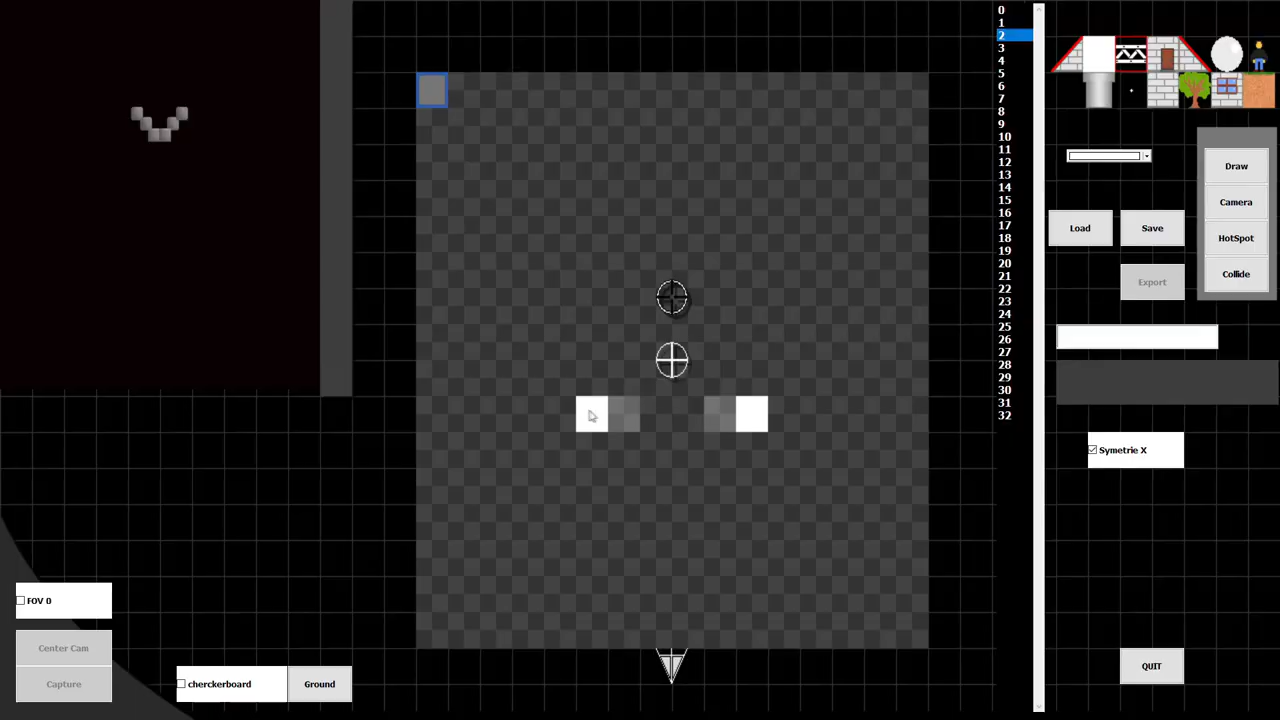 0
1
2
3
4
5
6
7
8
9
10
11
12
13
14
15
16
17
18
19
20
21
22
23
24
25
26
27
28
29
30
31
32
Draw
Camera
HotSpot
Collide
Load
Save
Export
Symetrie X
FOV 0
Center Cam
Capture
cherckerboard
Ground
QUIT